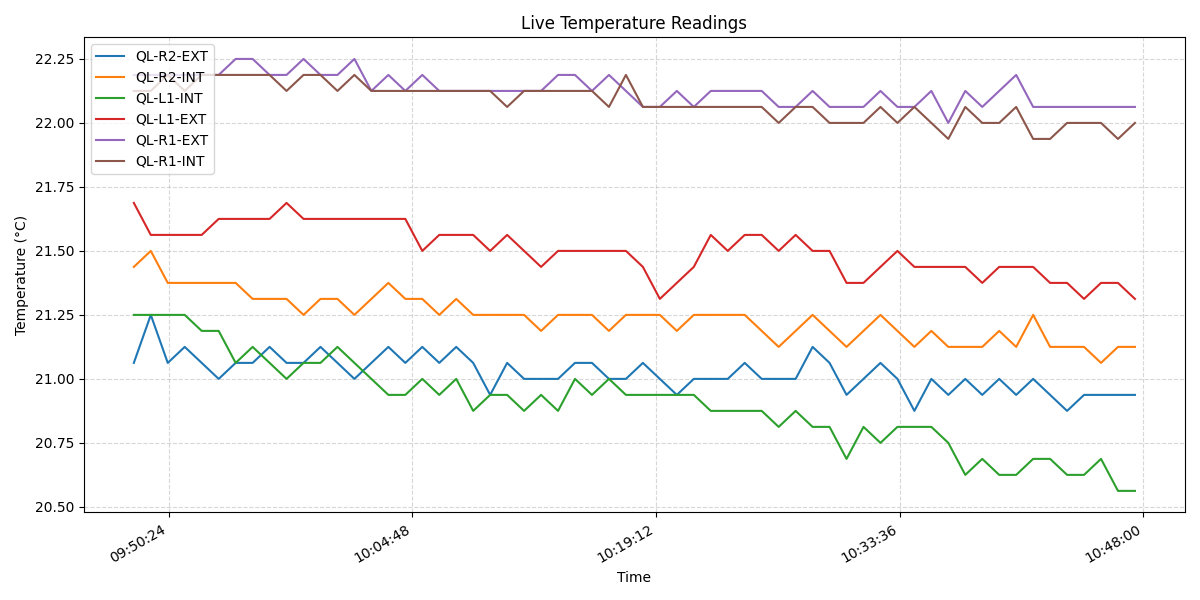 Live Temperature Readings
QL-R2-EXT
QL-R2-INT
QL-L1-INT
QL-L1-EXT
QL-R1-EXT
QL-R1-INT
22.25
22.00
21.75
21.50
21.25
21.00
20.75
20.50
Temperature (°C)
09:50:24
10:04:48
10:19:12
10:33:36
10:48:00
Time